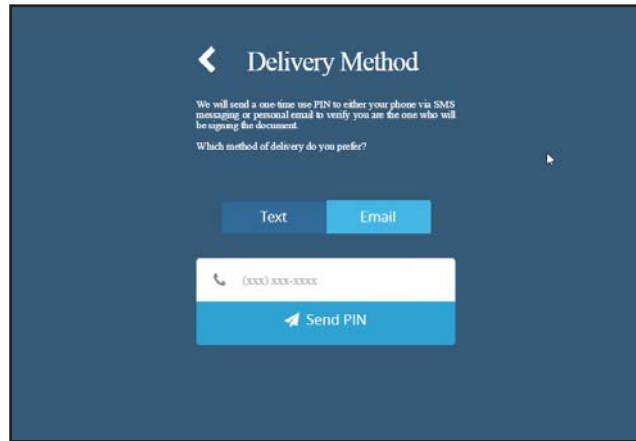 Delivery Method
We will send a one-time use PIN to either your phone via SMS
messaging or personal email to verify you are the one who will
be signing the document.
Which method of delivery do you prefer?
Text Email
(xxx) xxx-xxxx
Send PIN